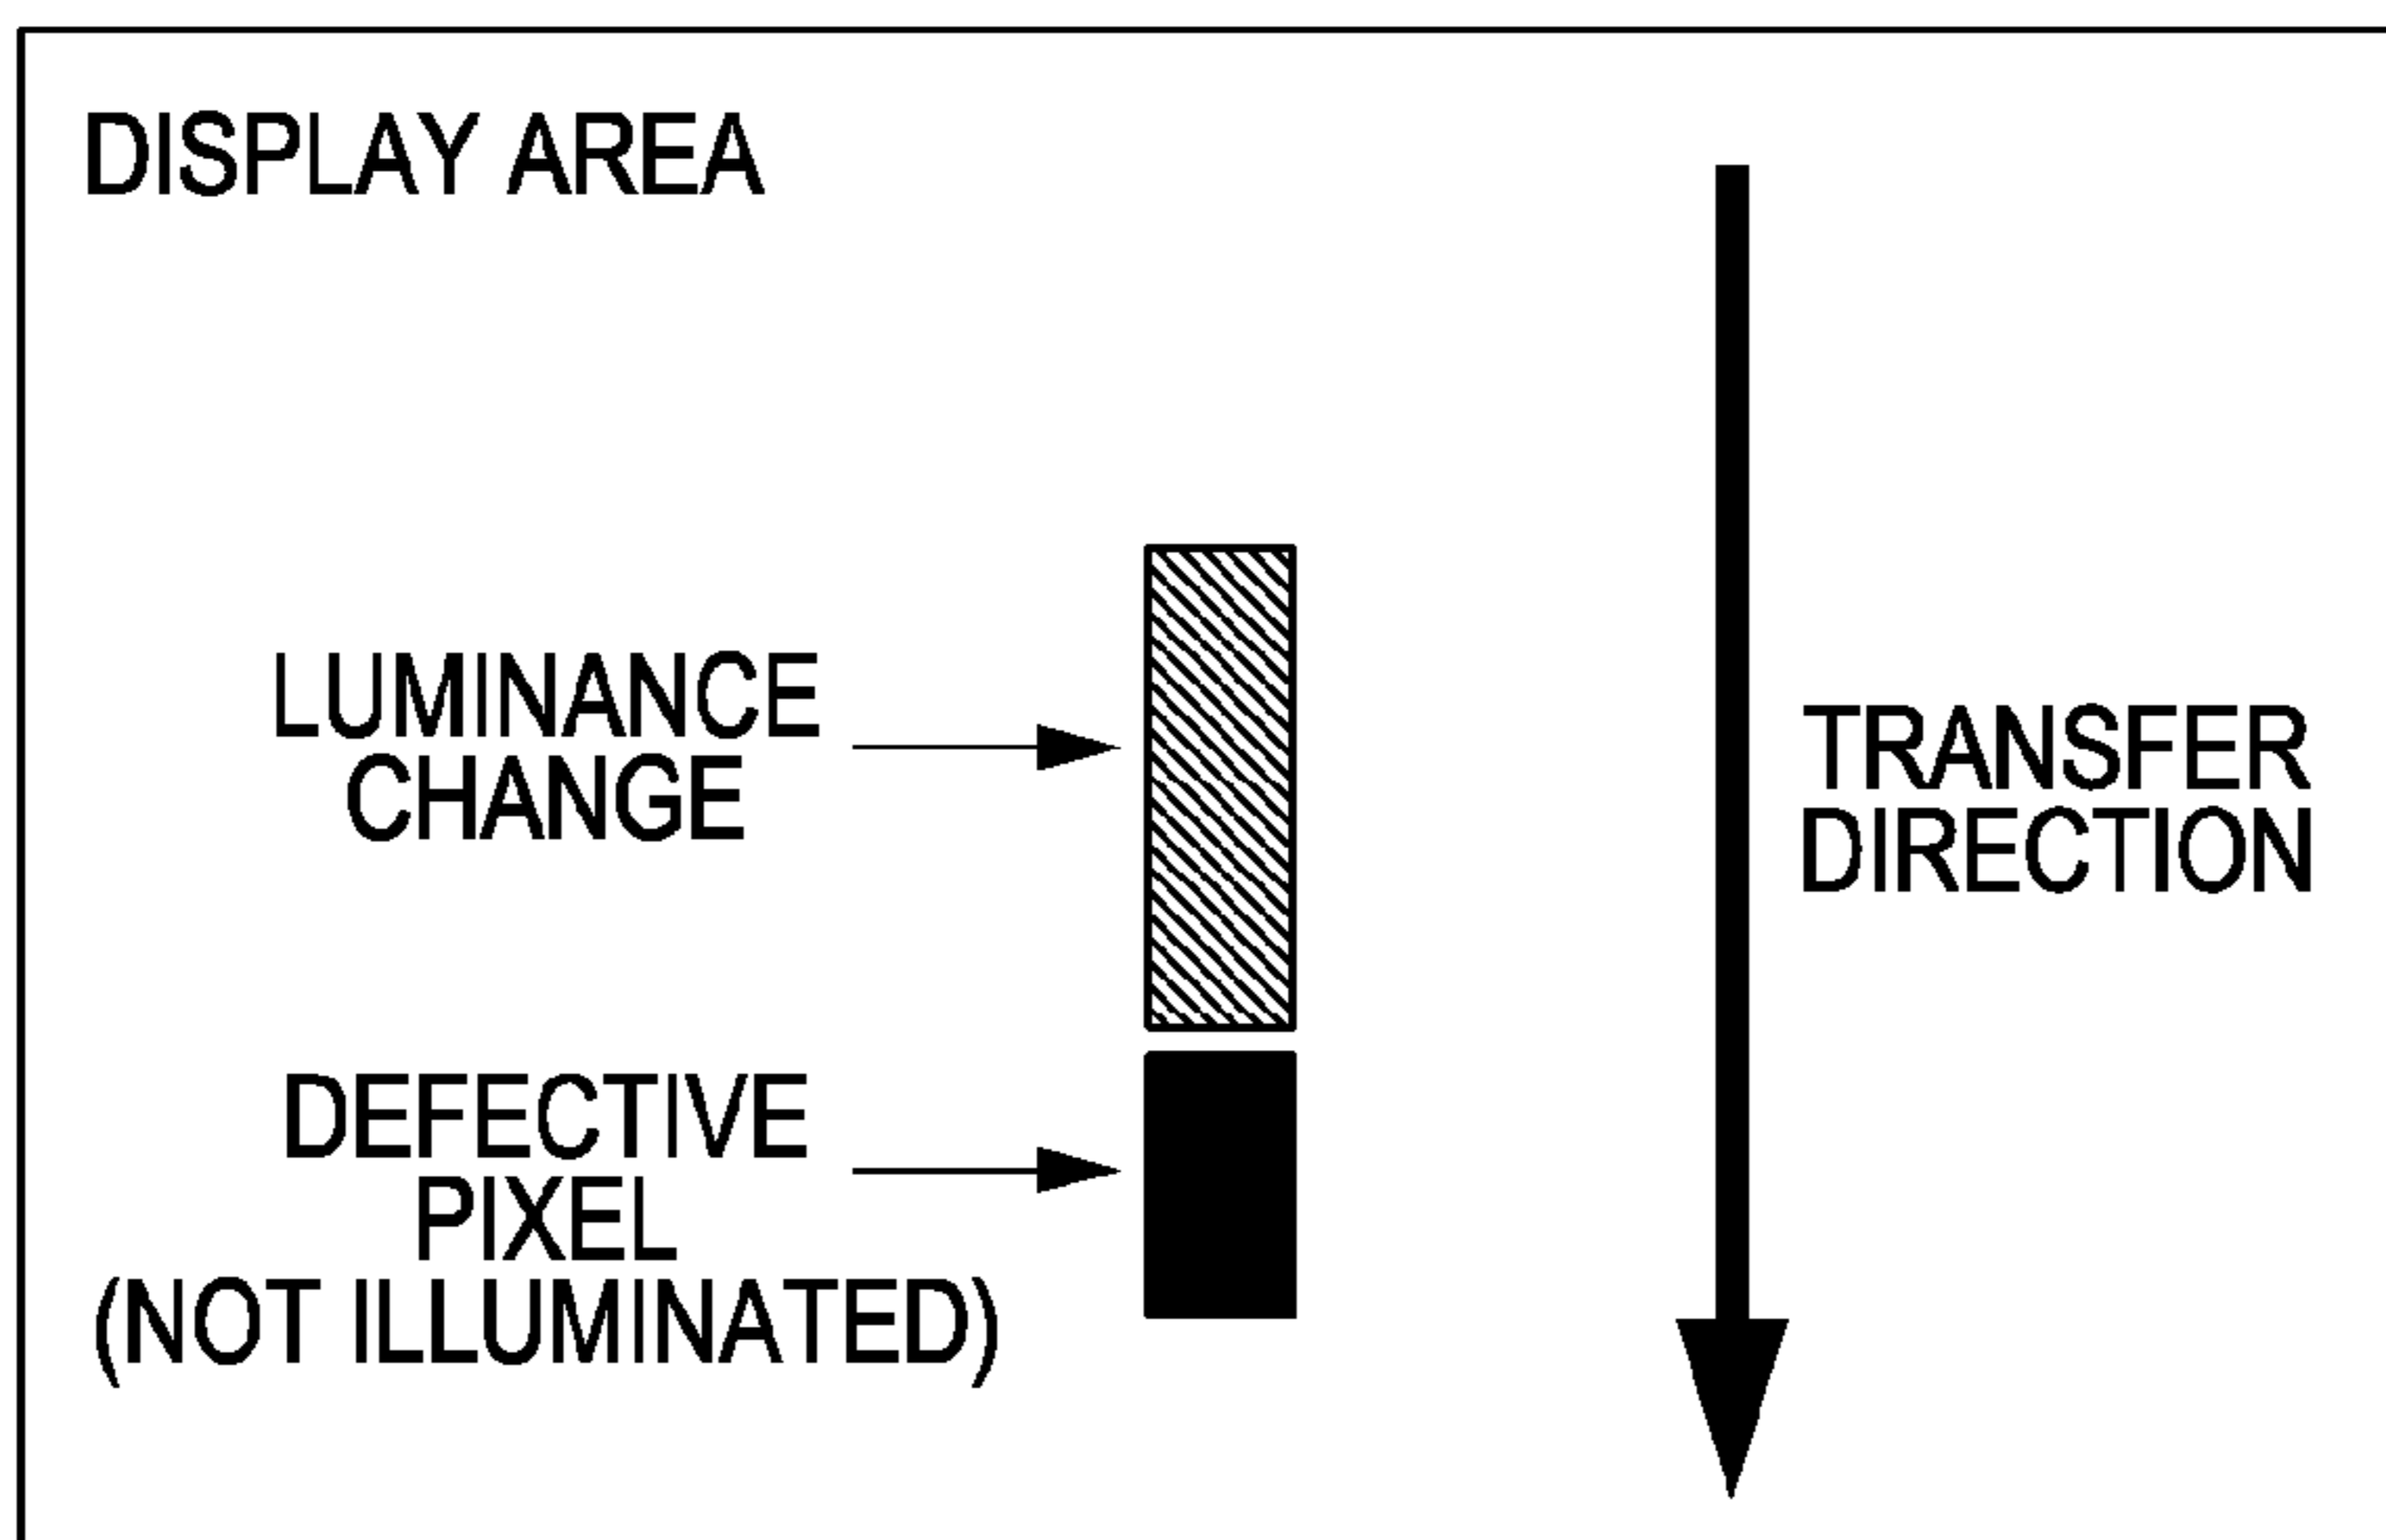 DISPLAY AREA
LUMINANCE
CHANGE
TRANSFER
DIRECTION
DEFECTIVE
PIXEL
(NOT ILLUMINATED)